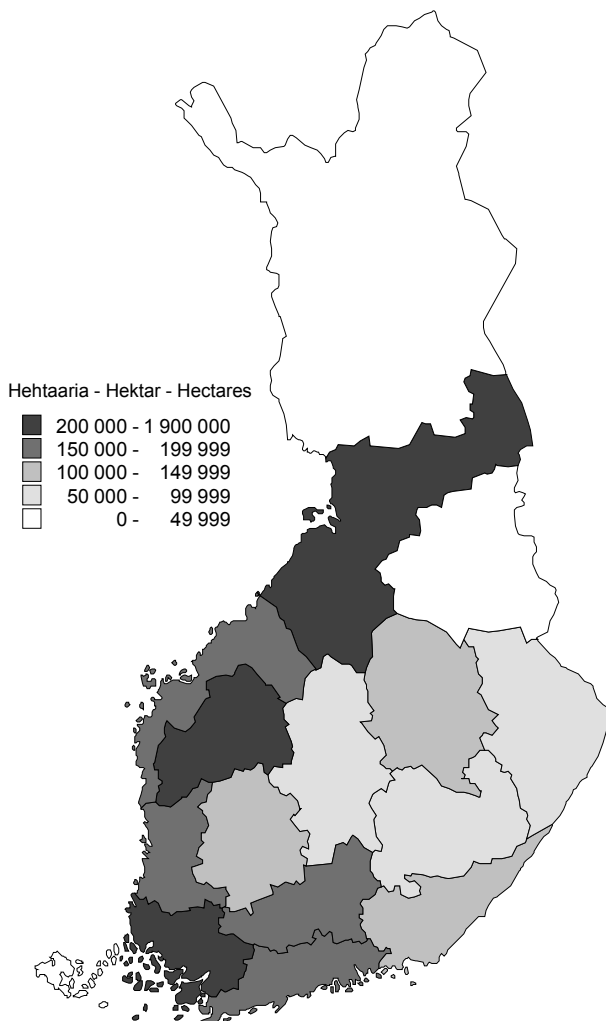 Hehtaaria - Hektar - Hectares
200 000 - 1 900 000
150 000 - 199 999
100 000 - 149 999
50 000 - 99 999
0 - 49 999